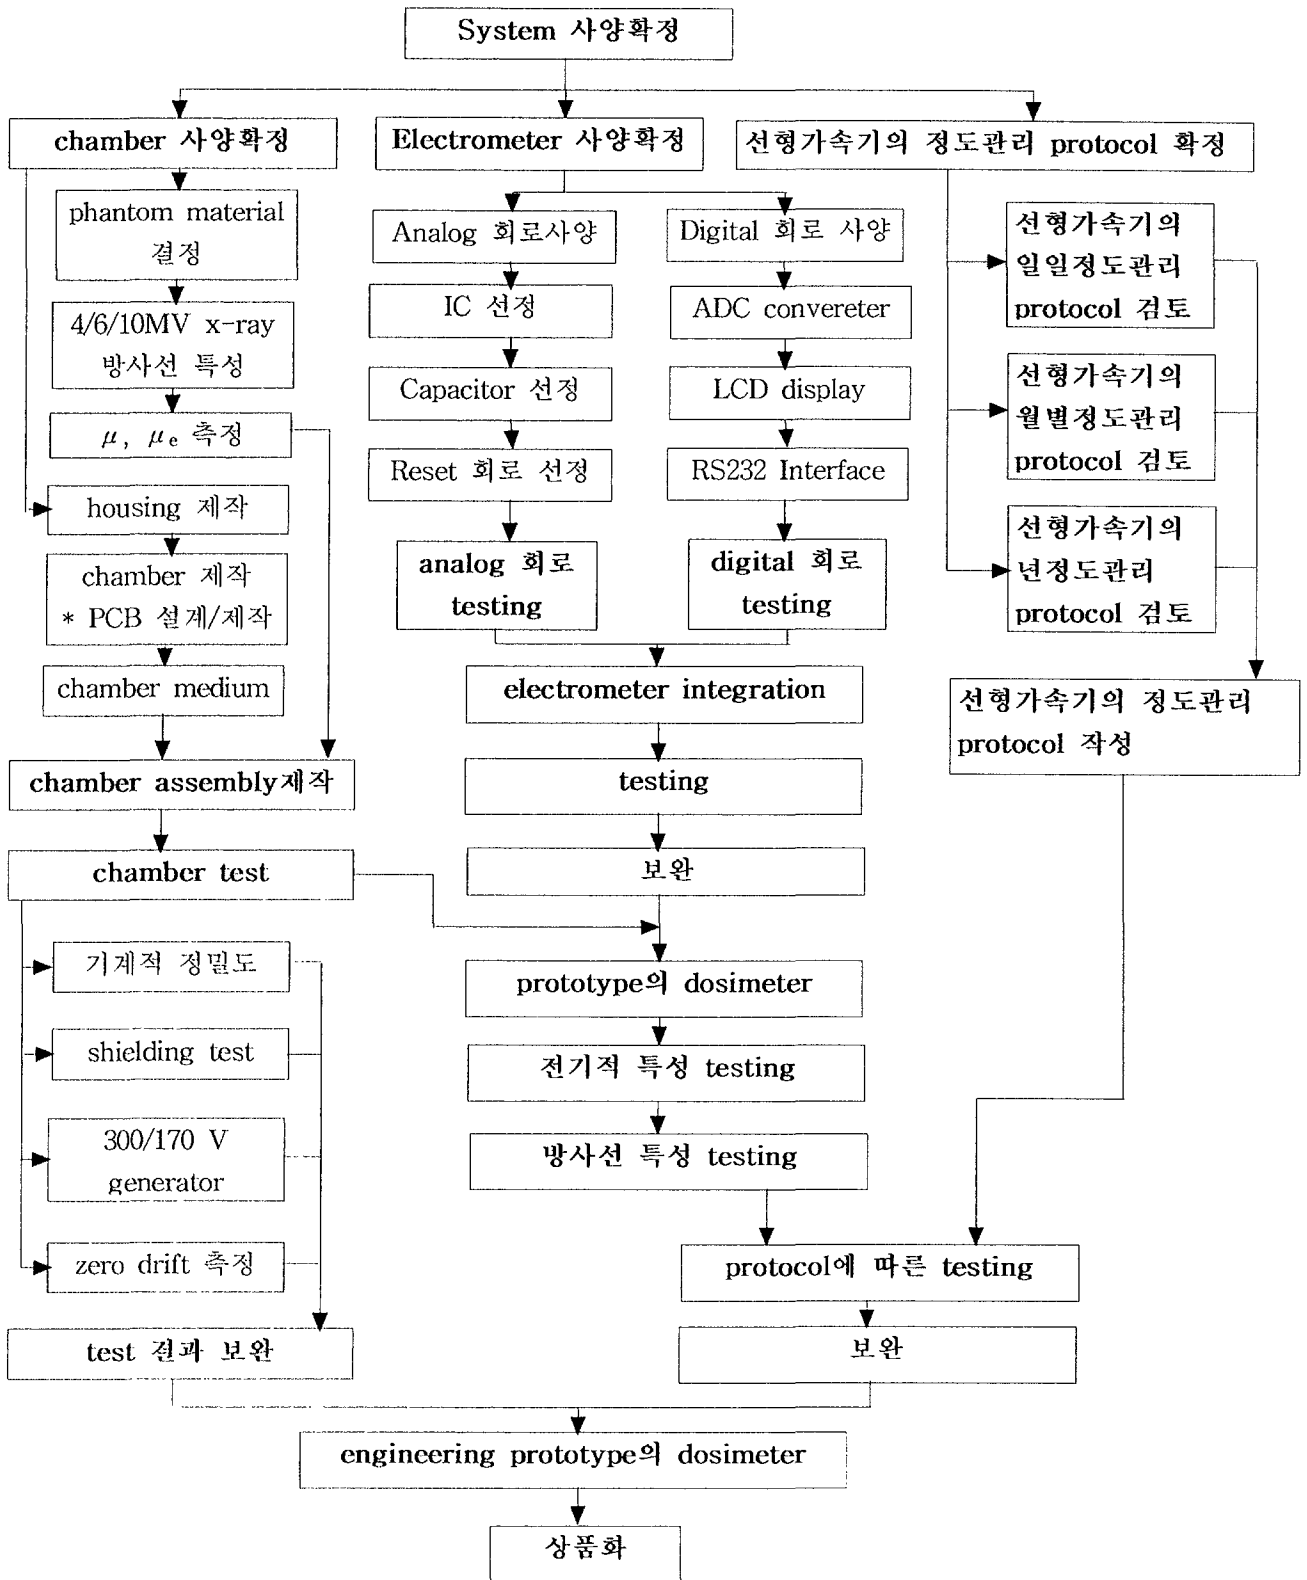 System 사양확정
chamber 사양확정
Electrometer 사양확정
선형가속기의 정도관리 protocol 확정
phantom material
결정
4/6/10MV x-ray
방사선 특성
μ, μe 측정
housing 제작
chamber 제작
* PCB 설계/제작
chamber medium
chamber assembly제작
chamber test
기계적 정밀도
shielding test
300/170 V
generator
zero drift 측정
test 결과 보완
Analog 회로사양
IC 선정
Capacitor 선정
Reset 회로 선정
analog 회로
testing
Digital 회로 사양
ADC convereter
LCD display
RS232 Interface
digital 회로
testing
electrometer integration
testing
보완
prototype의 dosimeter
전기적 특성 testing
방사선 특성 testing
선형가속기의
일일정도관리
protocol 검토
선형가속기의
월별정도관리
protocol 검토
선형가속기의
년정도관리
protocol 검토
선형가속기의 정도관리
protocol 작성
protocol에 따른 testing
보완
engineering prototype의 dosimeter
상품화